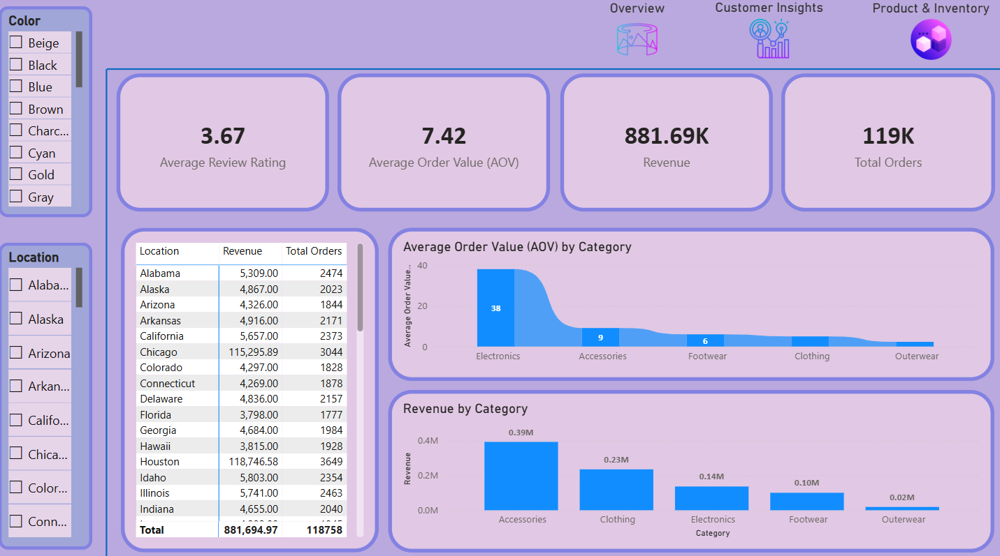 Overview
Customer Insights
Product & Inventory
Color
Beige
Black
Blue
Brown
Charc...
Cyan
Gold
Gray
Location
Alaba...
Alaska
Arizona
Arkan...
Califo...
Chica...
Color...
Conn...
3.67
Average Review Rating
7.42
Average Order Value (AOV)
881.69K
Revenue
119K
Total Orders
Location Revenue Total Orders
Alabama 5,309.00 2474
Alaska 4,867.00 2023
Arizona 4,326.00 1844
Arkansas 4,916.00 2171
California 5,657.00 2373
Chicago 115,295.89 3044
Colorado 4,297.00 1828
Connecticut 4,269.00 1878
Delaware 4,836.00 2157
Florida 3,798.00 1777
Georgia 4,684.00 1984
Hawaii 3,815.00 1928
Houston 118,746.58 3649
Idaho 5,803.00 2354
Illinois 5,741.00 2463
Indiana 4,655.00 2040
Total 881,694.97 118758
Average Order Value (AOV) by Category
Average Order Value...
40
20
0
38
9
6
Electronics Accessories Footwear Clothing Outerwear
Revenue by Category
Revenue
0.4M
0.2M
0.0M
0.39M
0.23M
0.14M
0.10M
0.02M
Accessories Clothing Electronics Footwear Outerwear
Category